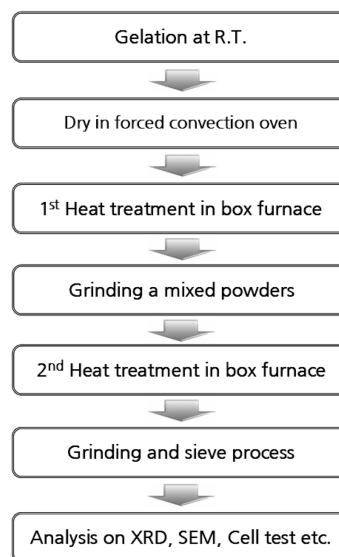 Gelation at R.T.
Dry in forced convection oven
1st Heat treatment in box furnace
Grinding a mixed powders
2nd Heat treatment in box furnace
Grinding and sieve process
Analysis on XRD, SEM, Cell test etc.